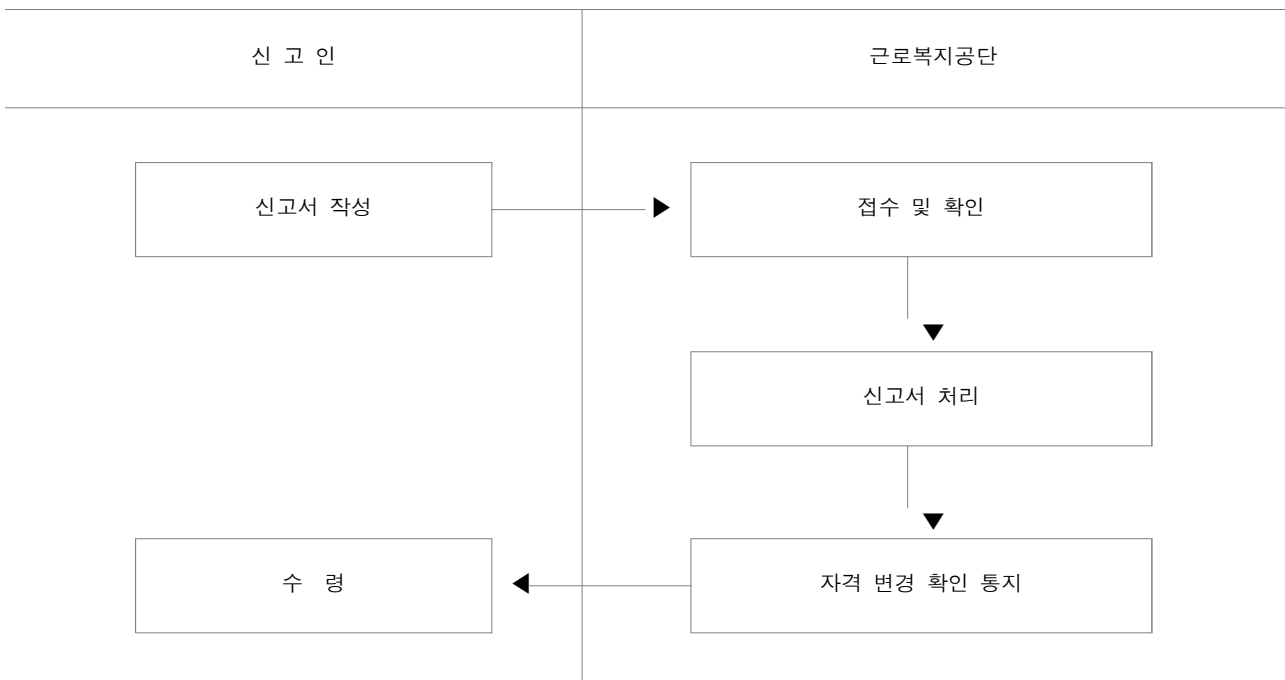 신 고 인
근로복지공단
신고서 작성
접수 및 확인
신고서 처리
수 령
자격 변경 확인 통지